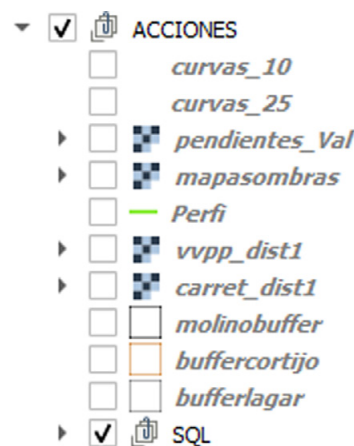 ACCIONES
curvas_10
curvas_25
pendientes_Val
mapasombras
Perfi
vvpp_dist1
carret_dist1
molinobuffer
buffercortijo
bufferlagar
SQL